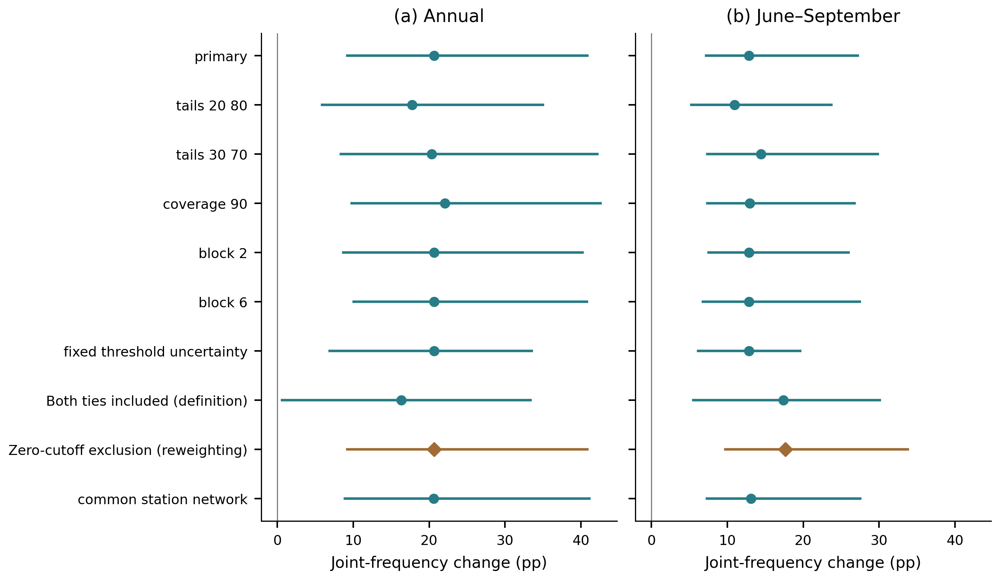 (a) Annual
(b) June–September
primary
tails 20 80
tails 30 70
coverage 90
block 2
block 6
fixed threshold uncertainty
Both ties included (definition)
Zero-cutoff exclusion (reweighting)
common station network
0 10 20 30 40
0 10 20 30 40
Joint-frequency change (pp)
Joint-frequency change (pp)